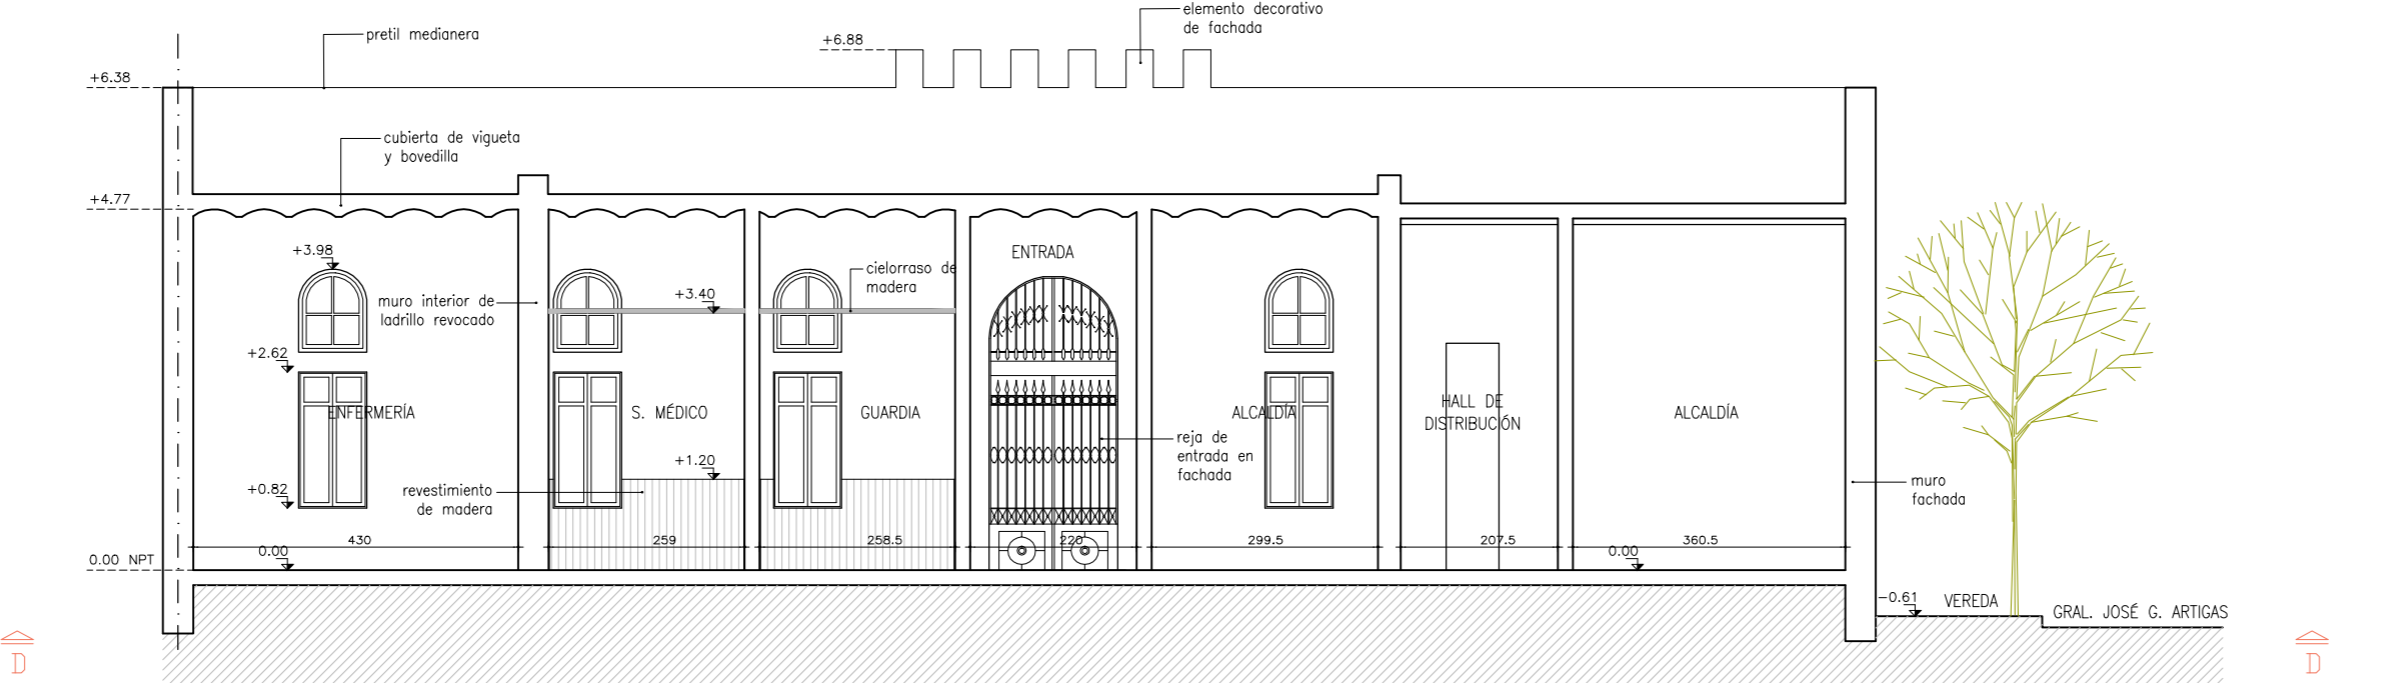 elemento decorativo
de fachada
pretil medianera
+6.88
+6.38
cubierta de vigueta
y bovedilla
+4.77
+3.98
ENTRADA
cielorraso de
madera
muro interior de
ladrillo revocado
+3.40
+2.62
ENFERMERÍA
S. MÉDICO
GUARDIA
ALCALDÍA
HALL DE
DISTRIBUCIÓN
ALCALDÍA
reja de
entrada en
fachada
+1.20
+0.82
revestimiento
de madera
muro
fachada
430
259
258.5
220
299.5
207.5
360.5
0.00 NPT
0.00
0.00
-0.61
VEREDA
GRAL. JOSÉ G. ARTIGAS
D
D